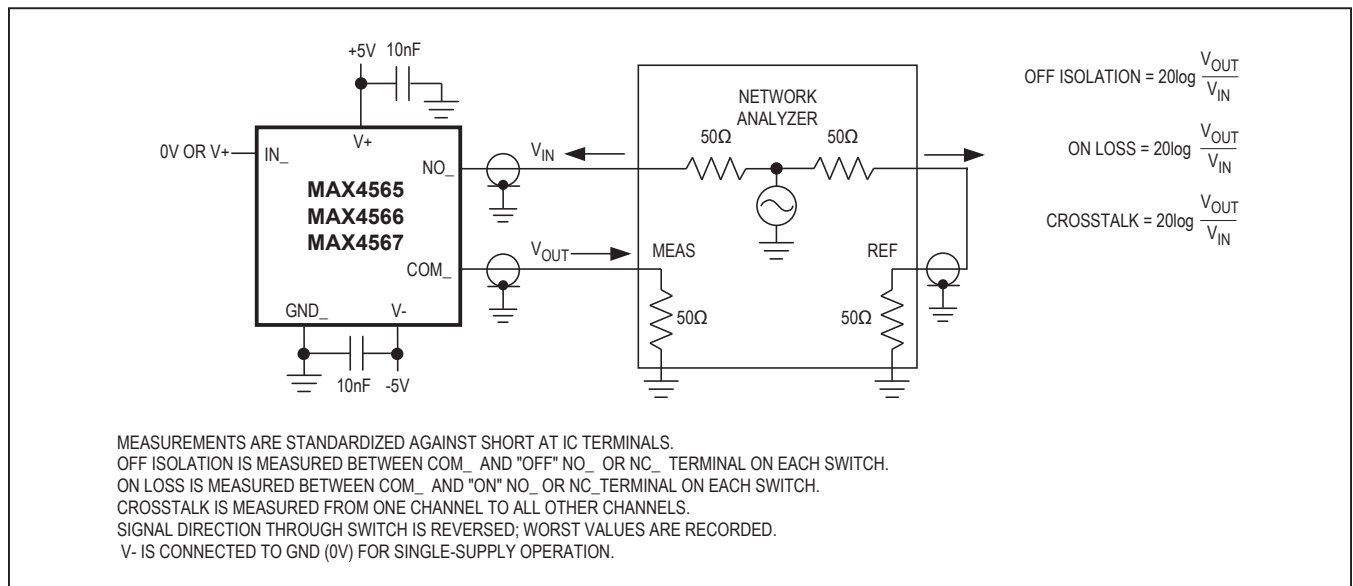 +5V 10nF
V+
0V OR V+
IN_
NO_
MAX4565
MAX4566
MAX4567
COM_
GND_ V-
10nF -5V
V_IN
V_OUT
NETWORK
ANALYZER
50Ω 50Ω
MEAS REF
50Ω 50Ω
OFF ISOLATION = 20log V_OUT / V_IN
ON LOSS = 20log V_OUT / V_IN
CROSSTALK = 20log V_OUT / V_IN
MEASUREMENTS ARE STANDARDIZED AGAINST SHORT AT IC TERMINALS.
OFF ISOLATION IS MEASURED BETWEEN COM_ AND "OFF" NO_ OR NC_ TERMINAL ON EACH SWITCH.
ON LOSS IS MEASURED BETWEEN COM_ AND "ON" NO_ OR NC_TERMINAL ON EACH SWITCH.
CROSSTALK IS MEASURED FROM ONE CHANNEL TO ALL OTHER CHANNELS.
SIGNAL DIRECTION THROUGH SWITCH IS REVERSED; WORST VALUES ARE RECORDED.
V- IS CONNECTED TO GND (0V) FOR SINGLE-SUPPLY OPERATION.